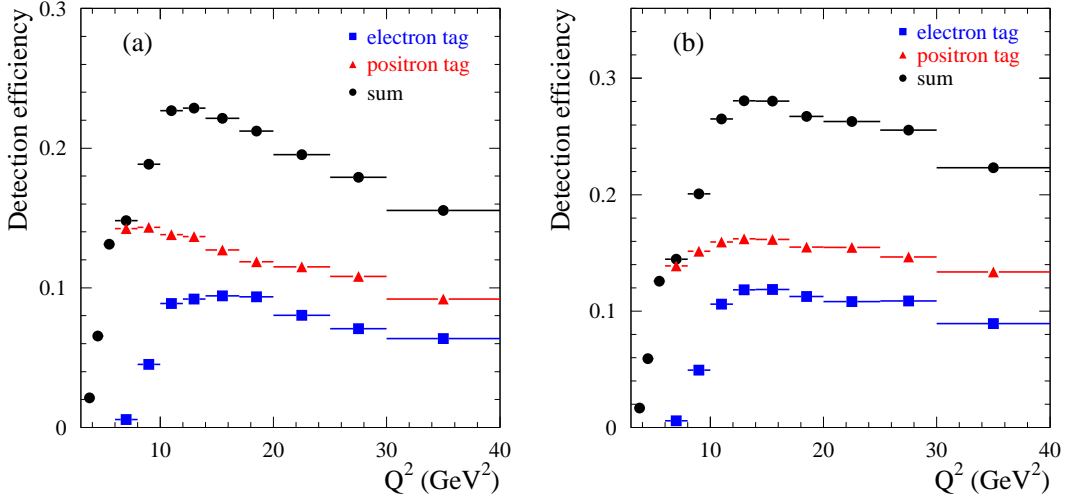 Detection efficiency
0.3
0.2
0.1
0
(a)
electron tag
positron tag
sum
10 20 30 40
Q² (GeV²)
Detection efficiency
0.3
0.2
0.1
0
(b)
electron tag
positron tag
sum
10 20 30 40
Q² (GeV²)